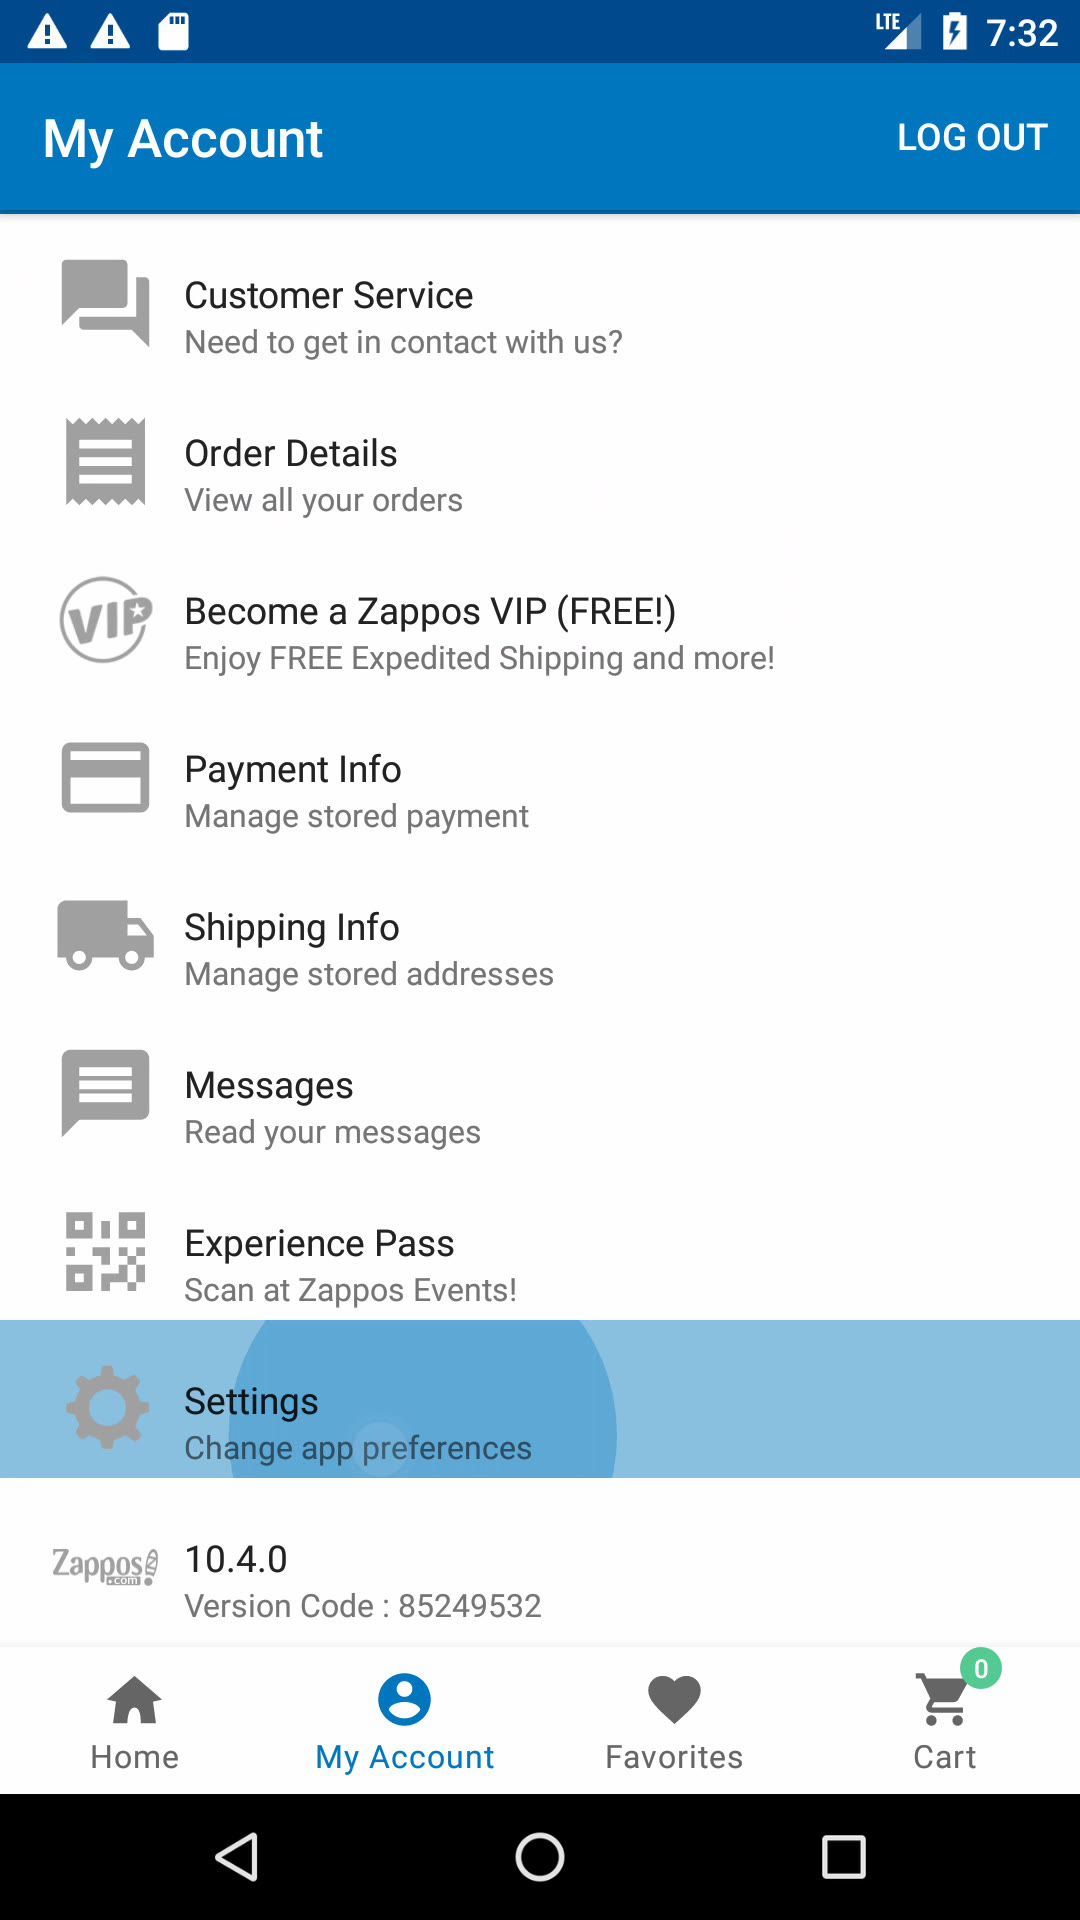 LTE 7:32
My Account LOG OUT
Customer Service
Need to get in contact with us?
Order Details
View all your orders
VIP
Become a Zappos VIP (FREE!)
Enjoy FREE Expedited Shipping and more!
Payment Info
Manage stored payment
Shipping Info
Manage stored addresses
Messages
Read your messages
Experience Pass
Scan at Zappos Events!
Settings
Change app preferences
Zappos
.com
10.4.0
Version Code : 85249532
0
Home My Account Favorites Cart